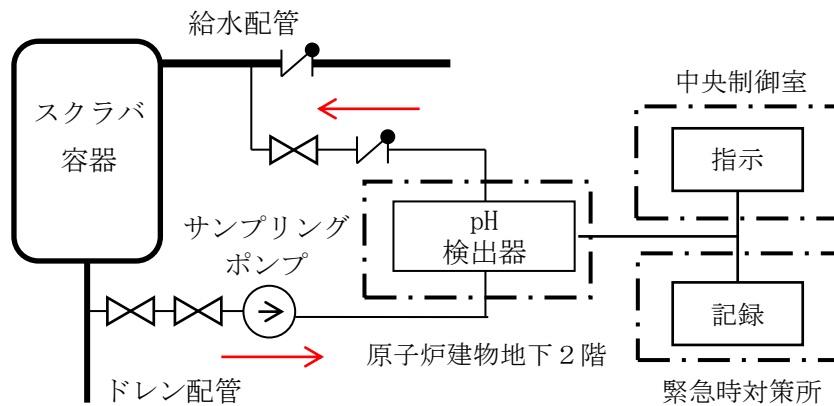 給水配管
スクラバ
容器
中央制御室
指示
サンプリング
ポンプ
pH
検出器
記録
原子炉建物地下２階
ドレン配管
緊急時対策所